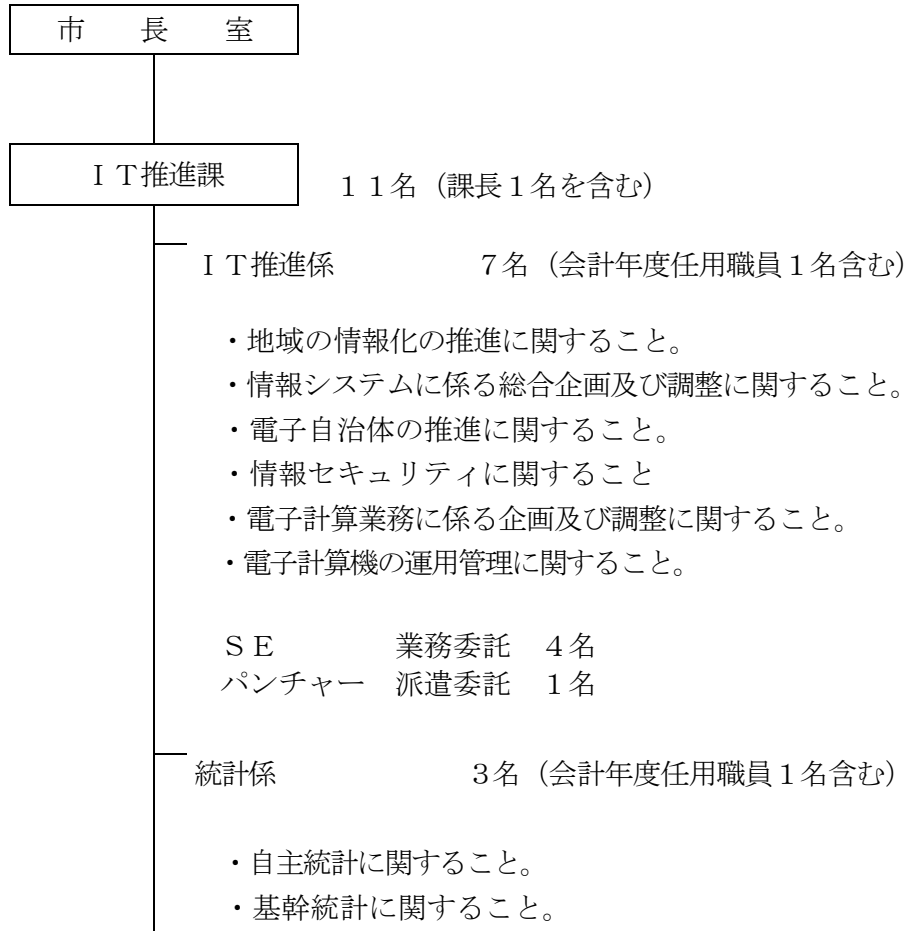 市　長　室
ＩＴ推進課　１１名（課長１名を含む）
ＩＴ推進係　７名（会計年度任用職員１名含む）
・地域の情報化の推進に関すること。
・情報システムに係る総合企画及び調整に関すること。
・電子自治体の推進に関すること。
・情報セキュリティに関すること
・電子計算業務に係る企画及び調整に関すること。
・電子計算機の運用管理に関すること。
ＳＥ　業務委託　４名
パンチャー　派遣委託　１名
統計係　３名（会計年度任用職員１名含む）
・自主統計に関すること。
・基幹統計に関すること。